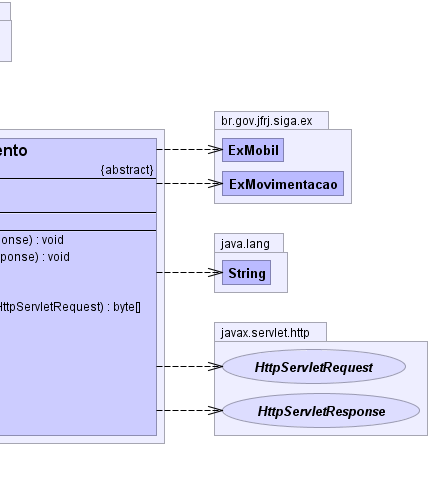 br.gov.jfrj.siga.ex
ento
ExMobil
{abstract}
ExMovimentacao
onse) : void
java.lang
ponse) : void
String
HttpServletRequest) : byte[]
javax.servlet.http
HttpServletRequest
HttpServletResponse